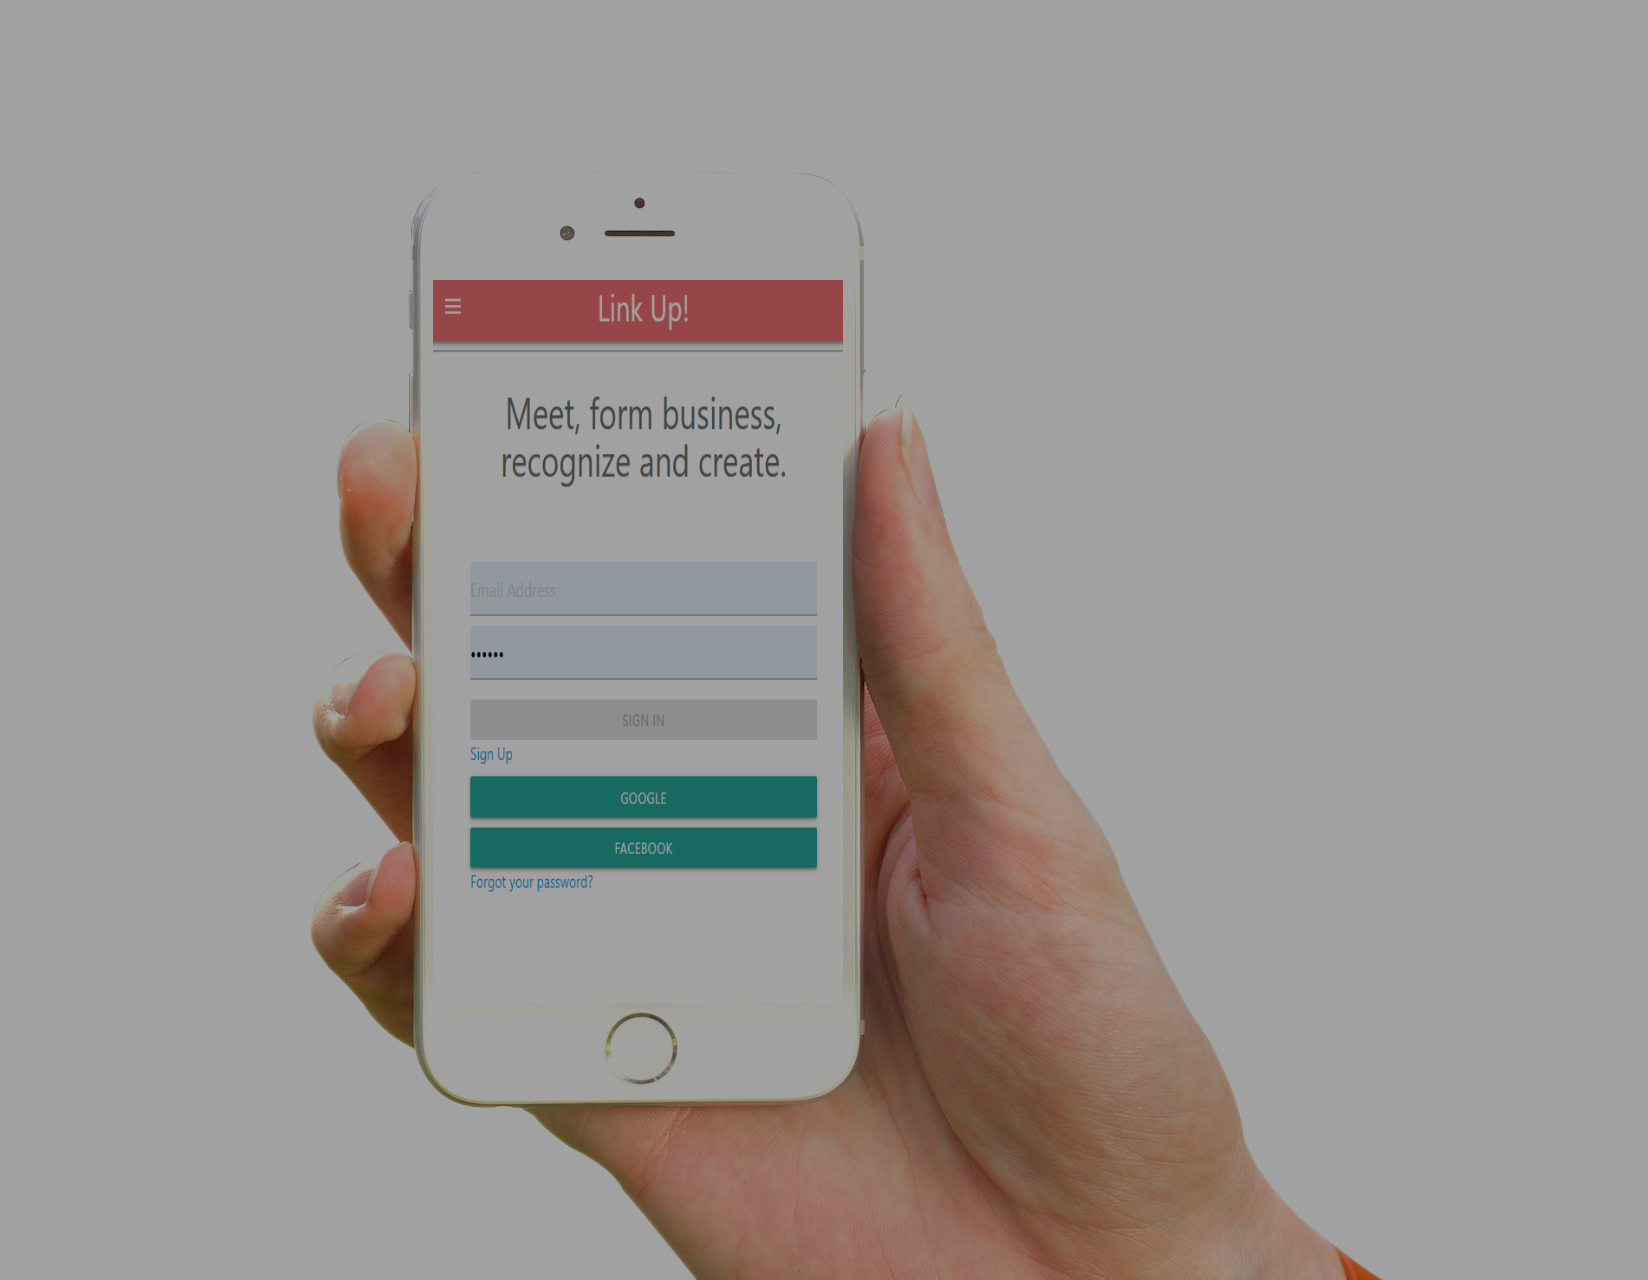 Link Up!
Meet, form business,
recognize and create.
Email Address
••••••
SIGN IN
Sign Up
GOOGLE
FACEBOOK
Forgot your password?